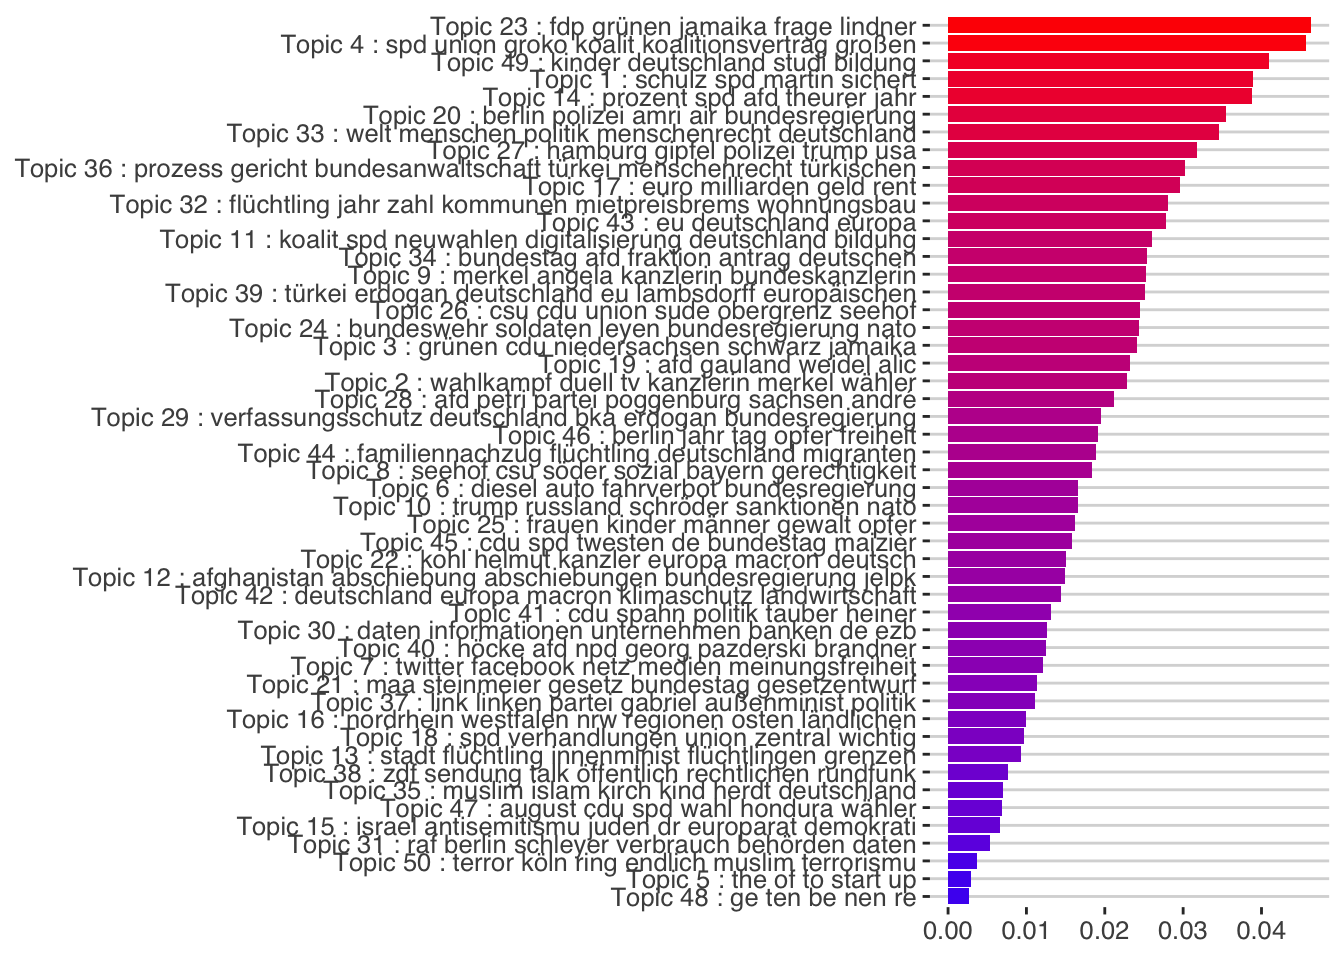 Topic 23 : fdp grünen jamaika frage lindner
Topic 4 : spd union groko koalit koalitionsvertrag großen
Topic 49 : kinder deutschland studi bildung
Topic 1 : schulz spd martin sichert
Topic 14 : prozent spd afd theurer jahr
Topic 20 : berlin polizei amri air bundesregierung
Topic 33 : welt menschen politik menschenrecht deutschland
Topic 27 : hamburg gipfel polizei trump usa
Topic 36 : prozess gericht bundesanwaltschaft türkei menschenrecht türkischen
Topic 17 : euro milliarden geld rent
Topic 32 : flüchtling jahr zahl kommunen mietpreisbrems wohnungsbau
Topic 43 : eu deutschland europa
Topic 11 : koalit spd neuwahlen digitalisierung deutschland bildung
Topic 34 : bundestag afd fraktion antrag deutschen
Topic 9 : merkel angela kanzlerin bundeskanzlerin
Topic 39 : türkei erdogan deutschland eu lambsdorff europäischen
Topic 26 : csu cdu union sude obergrenz seehof
Topic 24 : bundeswehr soldaten leyen bundesregierung nato
Topic 3 : grünen cdu niedersachsen schwarz jamaika
Topic 19 : afd gauland weidel alic
Topic 2 : wahlkampf duell tv kanzlerin merkel wähler
Topic 28 : afd petri partei poggenburg sachsen andré
Topic 29 : verfassungsschutz deutschland bka erdogan bundesregierung
Topic 46 : berlin jahr tag opfer freiheit
Topic 44 : familiennachzug flüchtling deutschland migranten
Topic 8 : seehof csu söder sozial bayern gerechtigkeit
Topic 6 : diesel auto fahrverbot bundesregierung
Topic 10 : trump russland schröder sanktionen nato
Topic 25 : frauen kinder männer gewalt opfer
Topic 45 : cdu spd twesten de bundestag maizier
Topic 22 : kohl helmut kanzler europa macron deutsch
Topic 12 : afghanistan abschiebung abschiebungen bundesregierung jelpk
Topic 42 : deutschland europa macron klimaschutz landwirtschaft
Topic 41 : cdu spahn politik tauber heiner
Topic 30 : daten informationen unternehmen banken de ezb
Topic 40 : höcke afd npd georg pazderski brandner
Topic 7 : twitter facebook netz medien meinungsfreiheit
Topic 21 : maa steinmeier gesetz bundestag gesetzentwurf
Topic 37 : link linken partei gabriel außenminist politik
Topic 16 : nordrhein westfalen nrw regionen osten ländlichen
Topic 18 : spd verhandlungen union zentral wichtig
Topic 13 : stadt flüchtling innenminist flüchtlingen grenzen
Topic 38 : zdf sendung talk öffentlich rechtlichen rundfunk
Topic 35 : muslim islam kirch kind herdt deutschland
Topic 47 : august cdu spd wahl hondura wähler
Topic 15 : israel antisemitismu juden dr europarat demokrati
Topic 31 : raf berlin schleyer verbrauch behörden daten
Topic 50 : terror köln ring endlich muslim terrorismu
Topic 5 : the of to start up
Topic 48 : ge ten be nen re
0.00 0.01 0.02 0.03 0.04